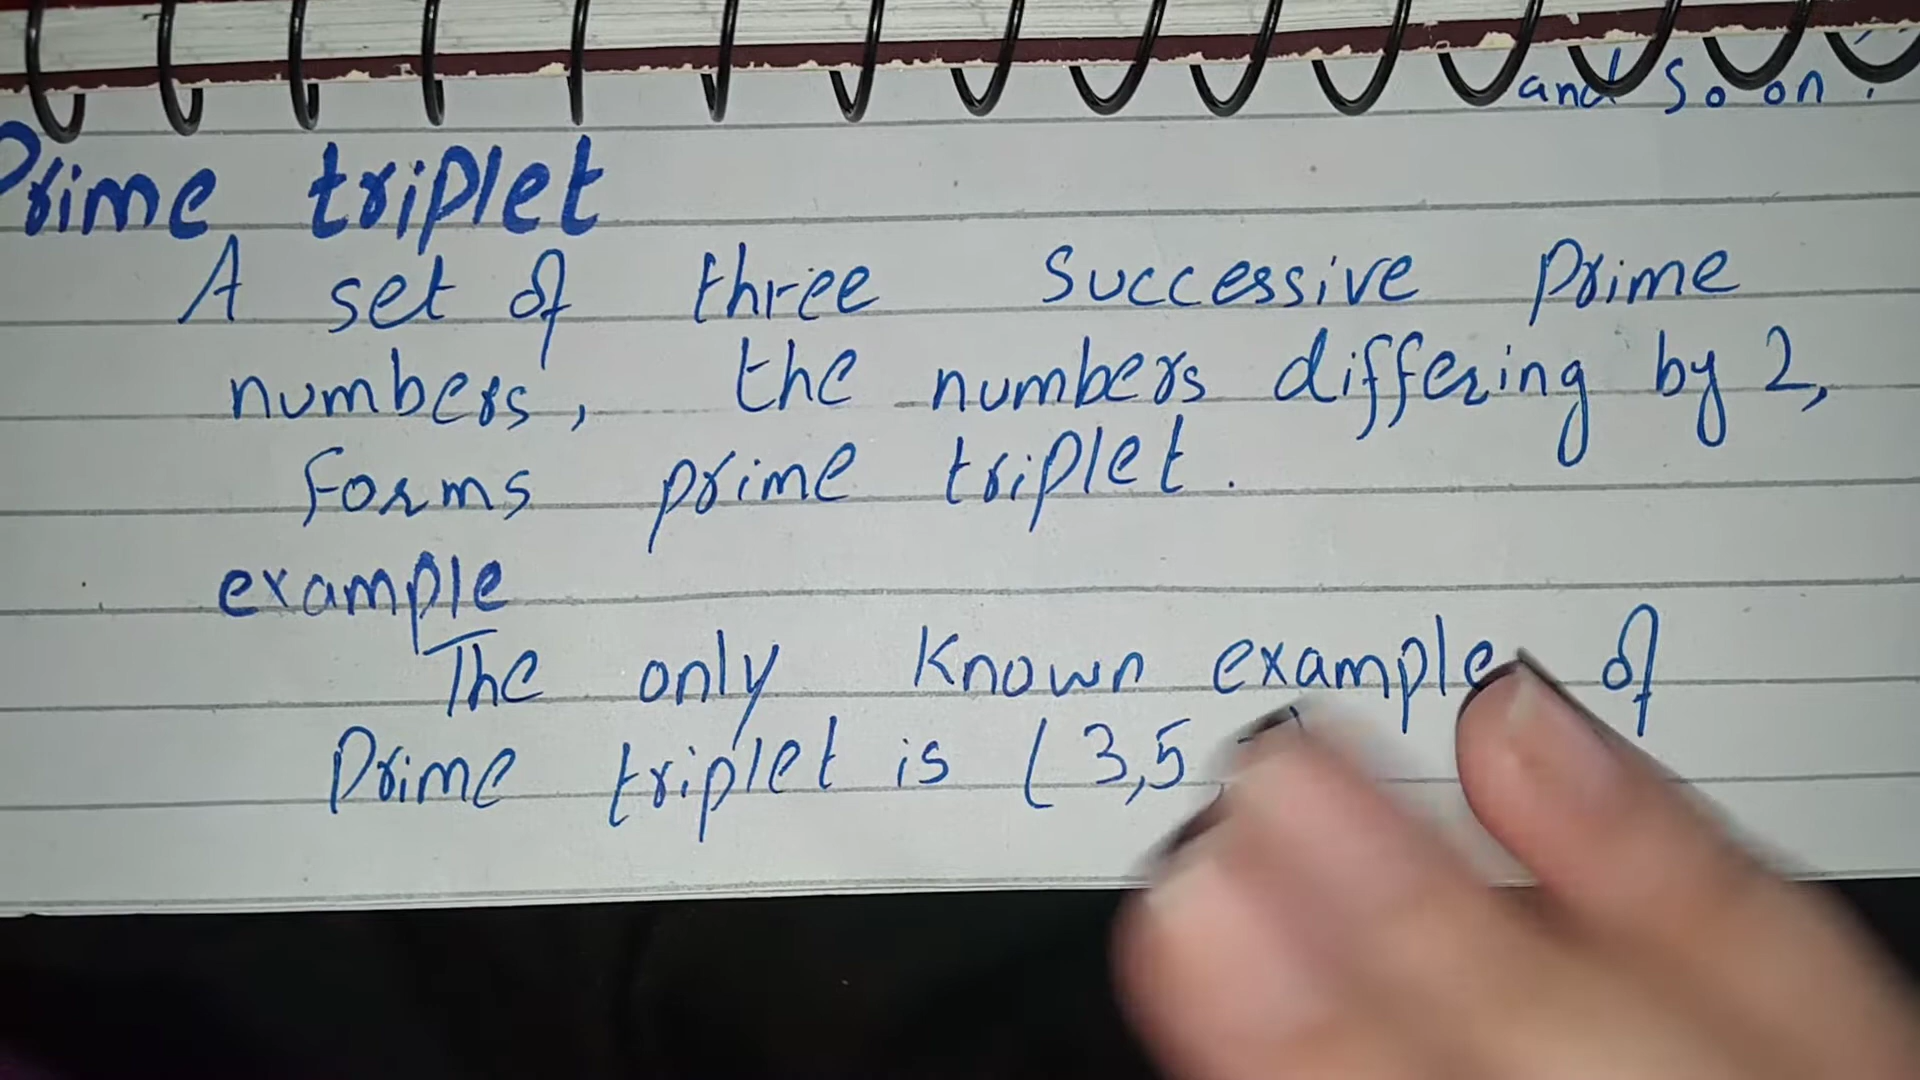 and so on.
Prime triplet
A set of three successive prime
numbers, the numbers differing by 2,
forms prime triplet.
example
The only known example of
Prime triplet is (3,5